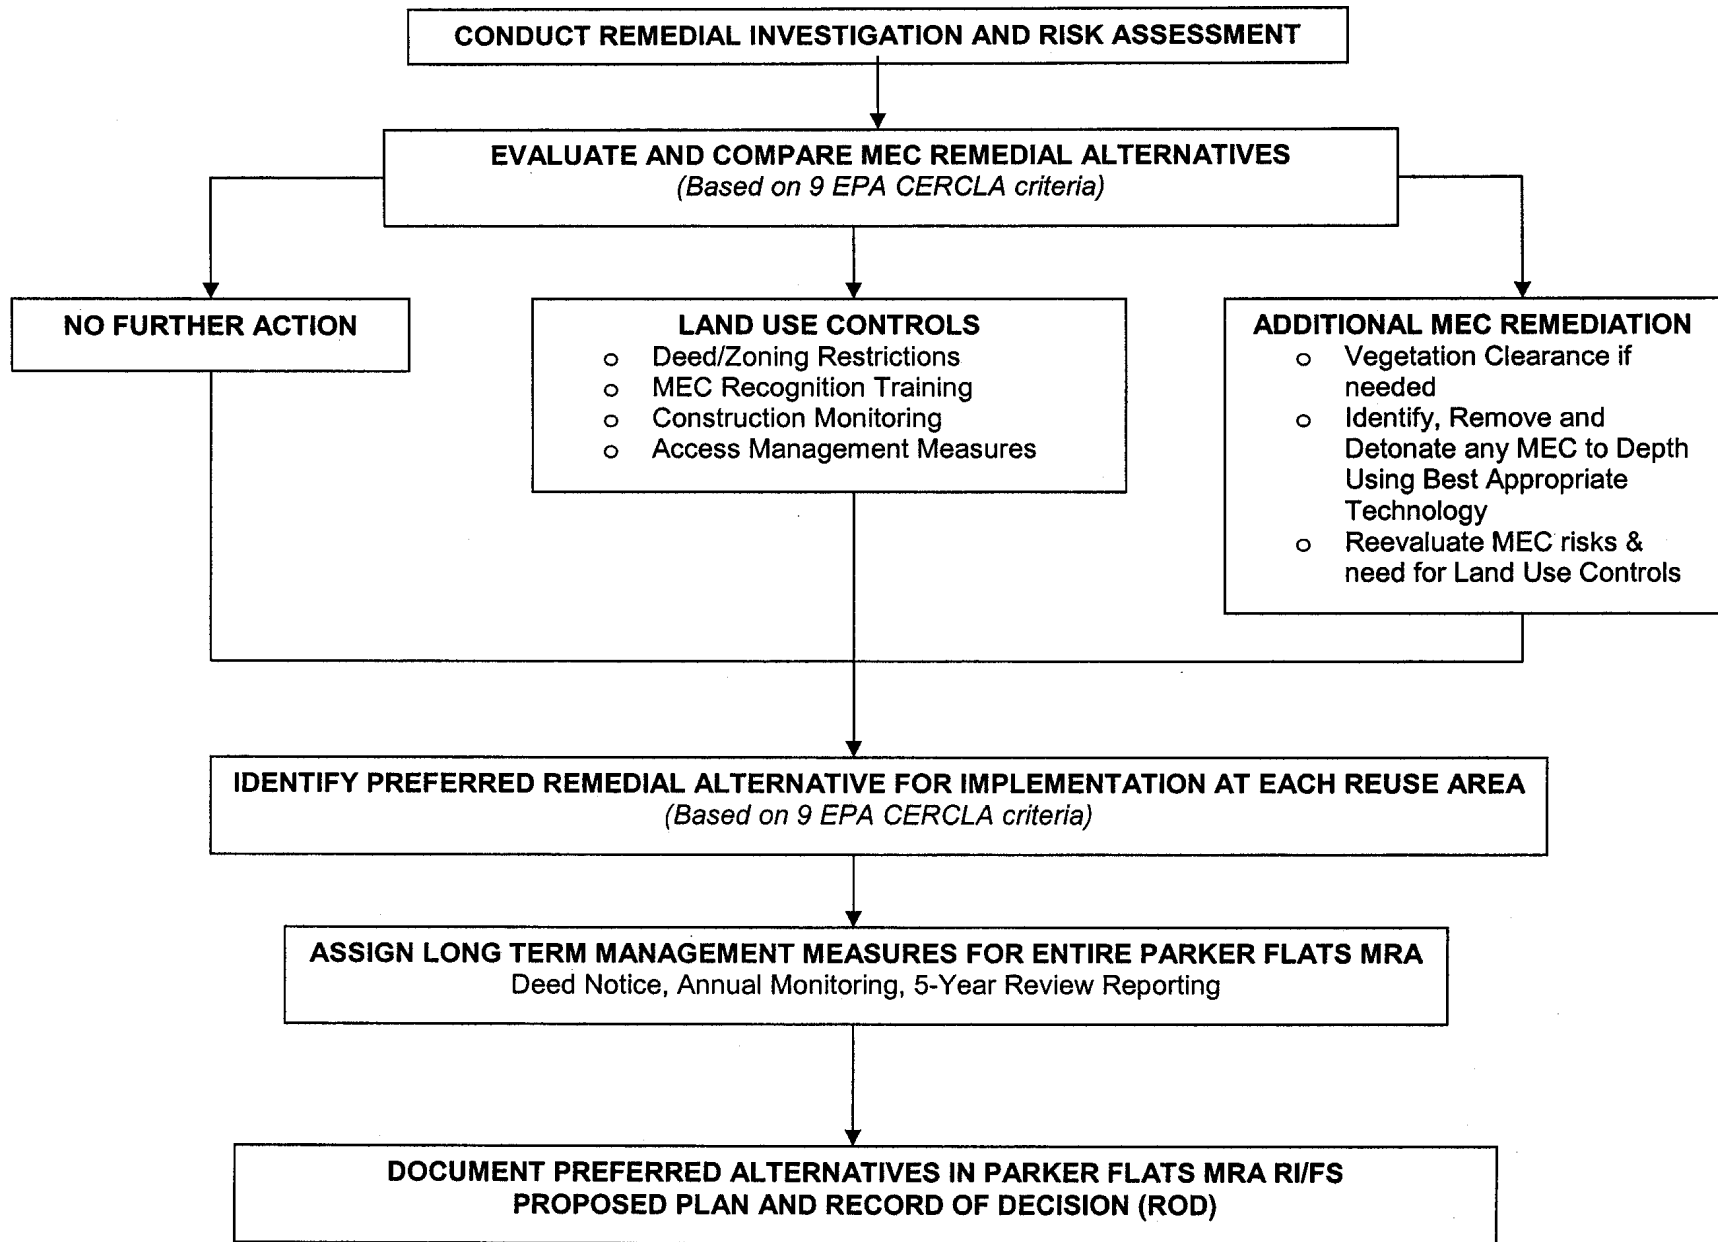 CONDUCT REMEDIAL INVESTIGATION AND RISK ASSESSMENT
EVALUATE AND COMPARE MEC REMEDIAL ALTERNATIVES
(Based on 9 EPA CERCLA criteria)
NO FURTHER ACTION
LAND USE CONTROLS
o Deed/Zoning Restrictions
o MEC Recognition Training
o Construction Monitoring
o Access Management Measures
ADDITIONAL MEC REMEDIATION
o Vegetation Clearance if
needed
o Identify, Remove and
Detonate any MEC to Depth
Using Best Appropriate
Technology
o Reevaluate MEC risks &
need for Land Use Controls
IDENTIFY PREFERRED REMEDIAL ALTERNATIVE FOR IMPLEMENTATION AT EACH REUSE AREA
(Based on 9 EPA CERCLA criteria)
ASSIGN LONG TERM MANAGEMENT MEASURES FOR ENTIRE PARKER FLATS MRA
Deed Notice, Annual Monitoring, 5-Year Review Reporting
DOCUMENT PREFERRED ALTERNATIVES IN PARKER FLATS MRA RI/FS
PROPOSED PLAN AND RECORD OF DECISION (ROD)